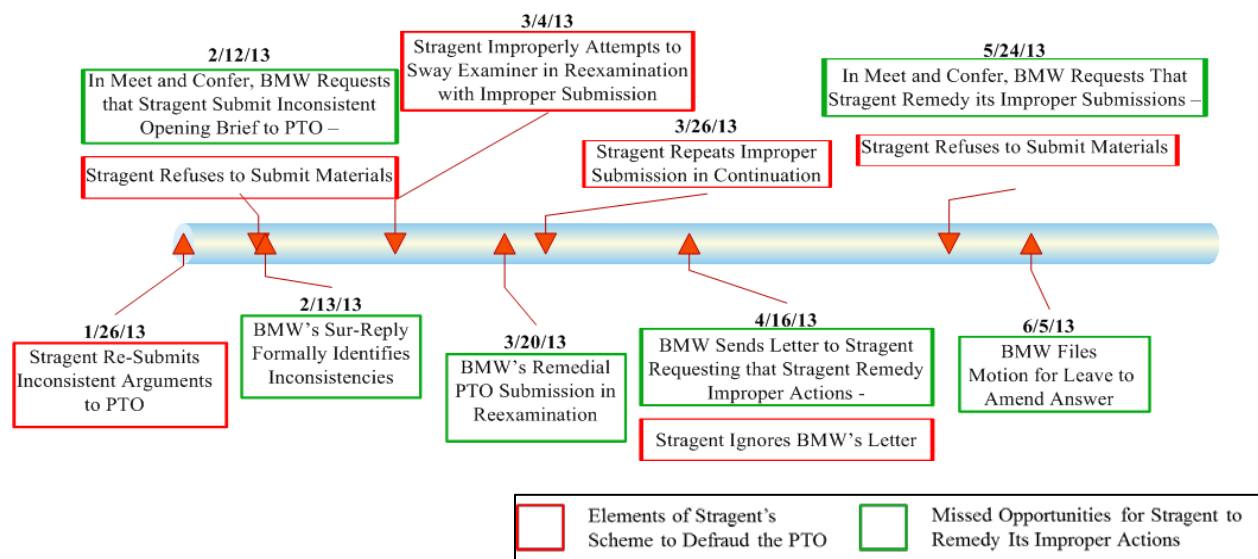 3/4/13
Stragent Improperly Attempts to
Sway Examiner in Reexamination
with Improper Submission
2/12/13
In Meet and Confer, BMW Requests
that Stragent Submit Inconsistent
Opening Brief to PTO –
Stragent Refuses to Submit Materials
3/26/13
Stragent Repeats Improper
Submission in Continuation
5/24/13
In Meet and Confer, BMW Requests That
Stragent Remedy its Improper Submissions –
Stragent Refuses to Submit Materials
1/26/13
Stragent Re-Submits
Inconsistent Arguments
to PTO
2/13/13
BMW's Sur-Reply
Formally Identifies
Inconsistencies
3/20/13
BMW's Remedial
PTO Submission in
Reexamination
4/16/13
BMW Sends Letter to Stragent
Requesting that Stragent Remedy
Improper Actions -
Stragent Ignores BMW's Letter
6/5/13
BMW Files
Motion for Leave to
Amend Answer
Elements of Stragent's
Scheme to Defraud the PTO
Missed Opportunities for Stragent to
Remedy Its Improper Actions